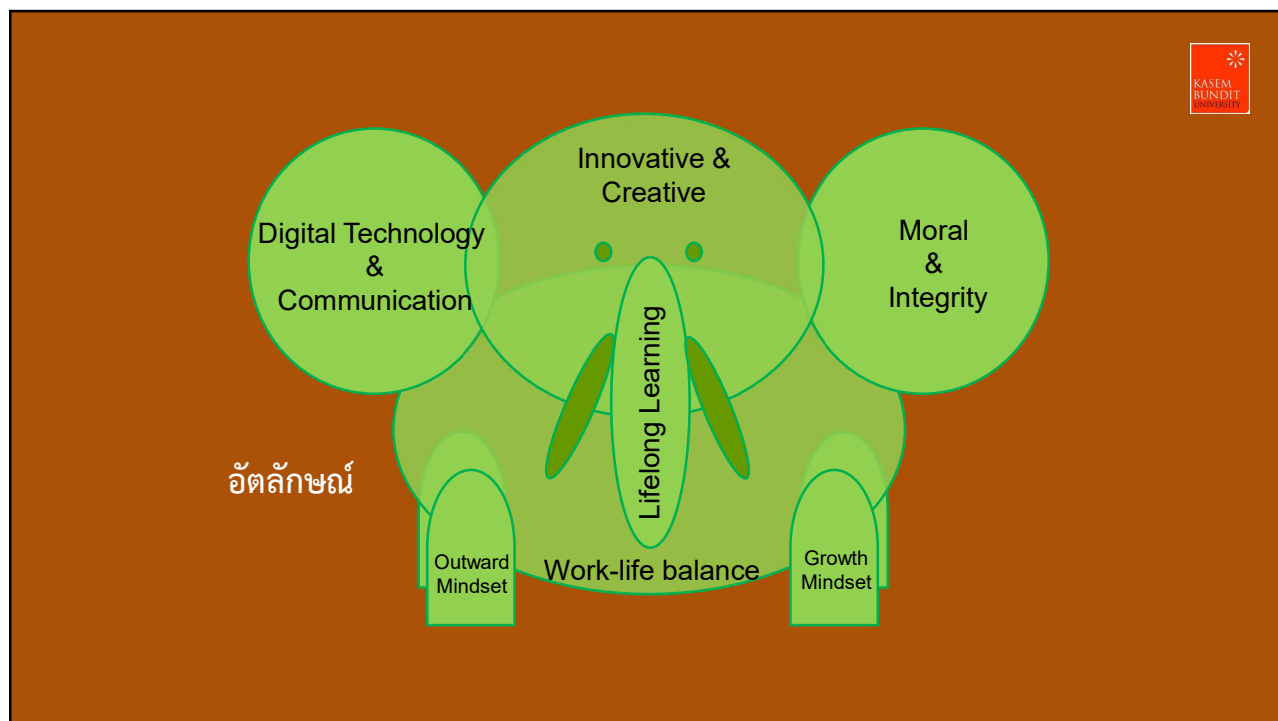 KASEM
BUNDIT
UNIVERSITY
Innovative &
Creative
Digital Technology
&
Communication
Moral
&
Integrity
Lifelong Learning
อัตลักษณ์
Outward
Mindset
Work-life balance
Growth
Mindset